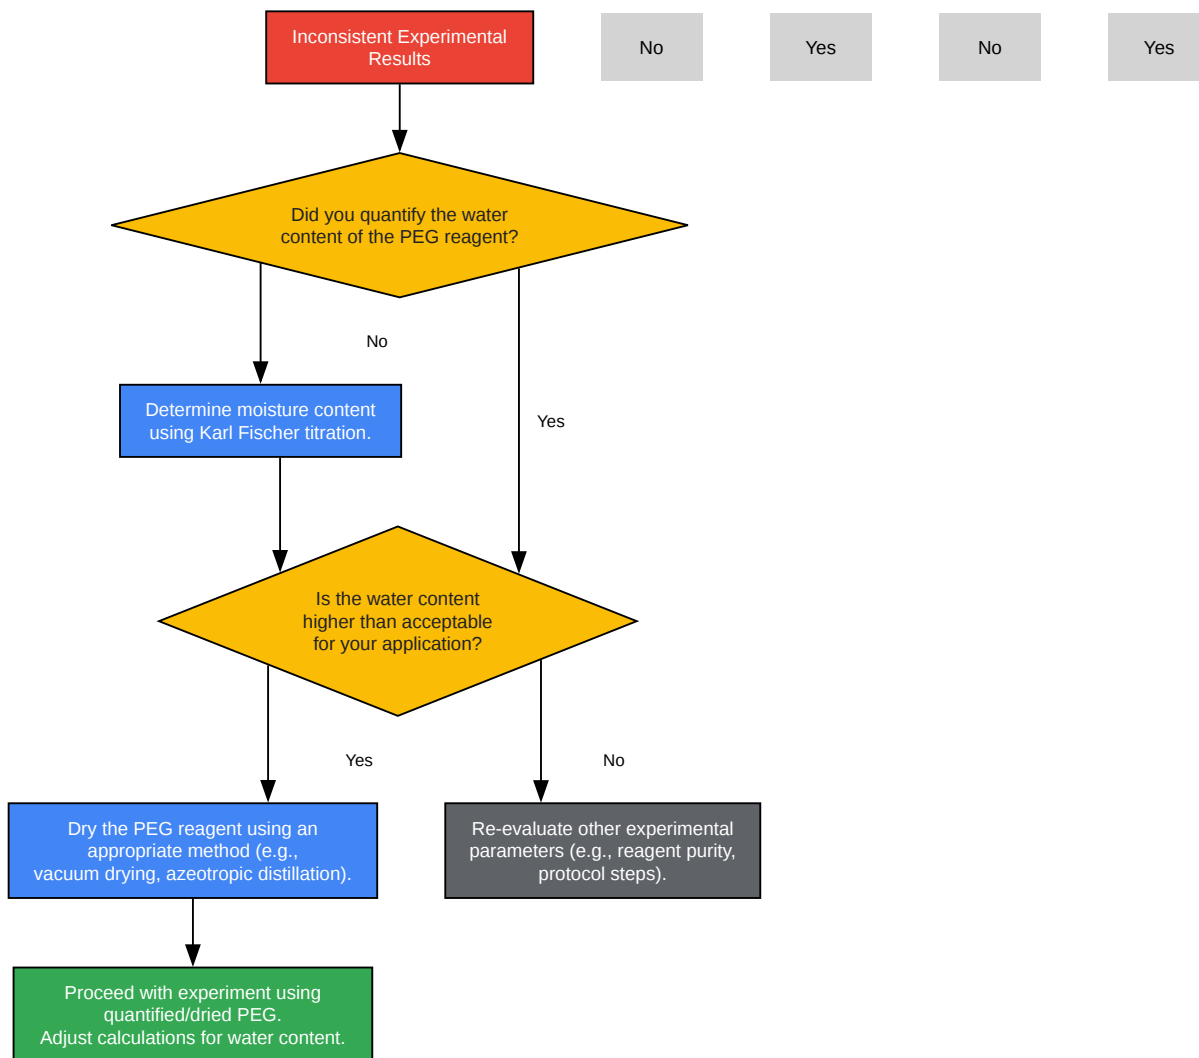 Inconsistent Experimental
Results
No
Yes
No
Yes
Did you quantify the water
content of the PEG reagent?
No
Determine moisture content
using Karl Fischer titration.
Yes
Is the water content
higher than acceptable
for your application?
Yes
No
Dry the PEG reagent using an
appropriate method (e.g.,
vacuum drying, azeotropic distillation).
Re-evaluate other experimental
parameters (e.g., reagent purity,
protocol steps).
Proceed with experiment using
quantified/dried PEG.
Adjust calculations for water content.